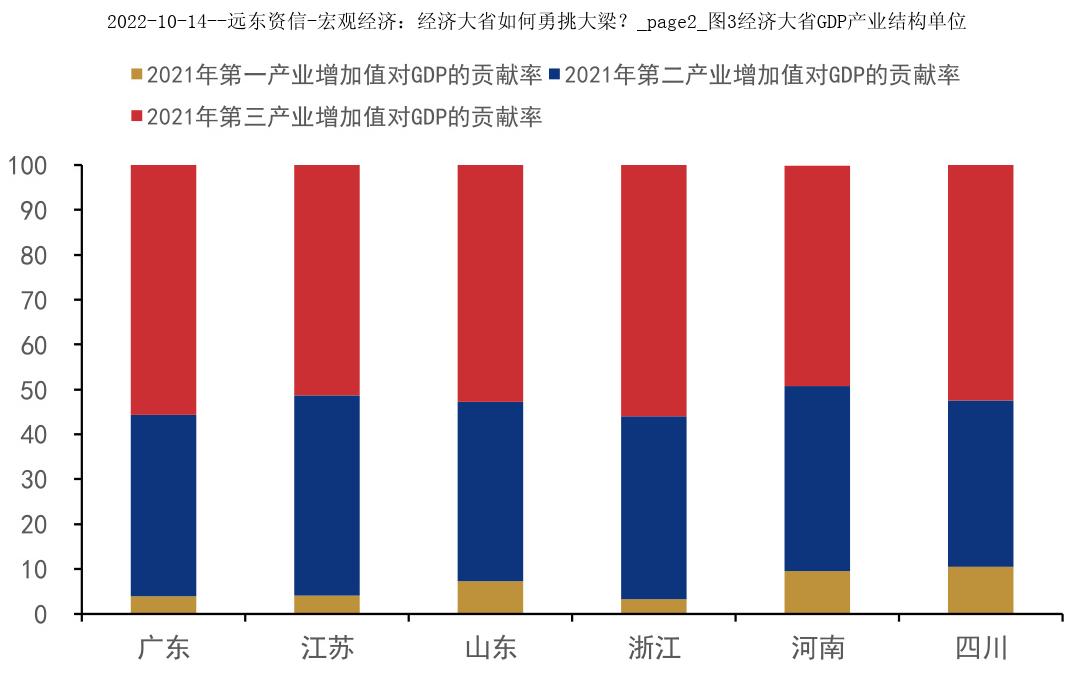 2022-10-14--远东资信-宏观经济：经济大省如何勇挑大梁？_page2_图3经济大省GDP产业结构单位
2021年第一产业增加值对GDP的贡献率 2021年第二产业增加值对GDP的贡献率
2021年第三产业增加值对GDP的贡献率
100
90
80
70
60
50
40
30
20
10
0
广东 江苏 山东 浙江 河南 四川